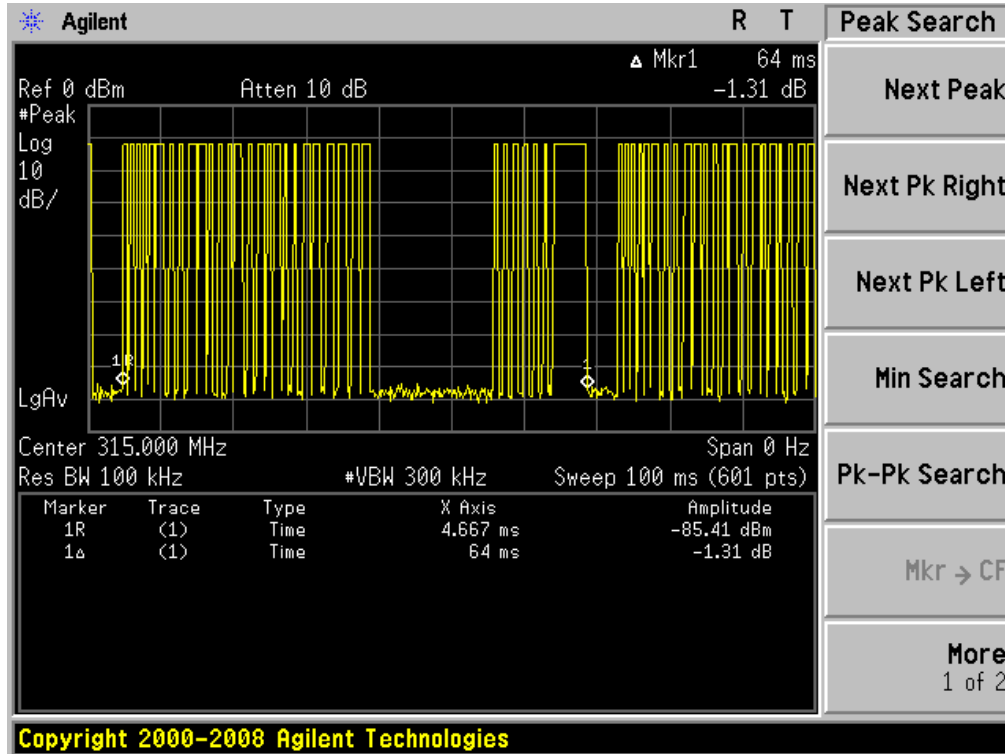 Agilent
R T
Peak Search
Δ Mkr1 64 ms
Ref 0 dBm Atten 10 dB -1.31 dB
#Peak
Log
10
dB/
1R
1
LgAv
Center 315.000 MHz Span 0 Hz
Res BW 100 kHz #VBW 300 kHz Sweep 100 ms (601 pts)
Marker Trace Type X Axis Amplitude
1R (1) Time 4.667 ms -85.41 dBm
1Δ (1) Time 64 ms -1.31 dB
Next Peak
Next Pk Right
Next Pk Left
Min Search
Pk-Pk Search
Mkr → CF
More
1 of 2
Copyright 2000-2008 Agilent Technologies